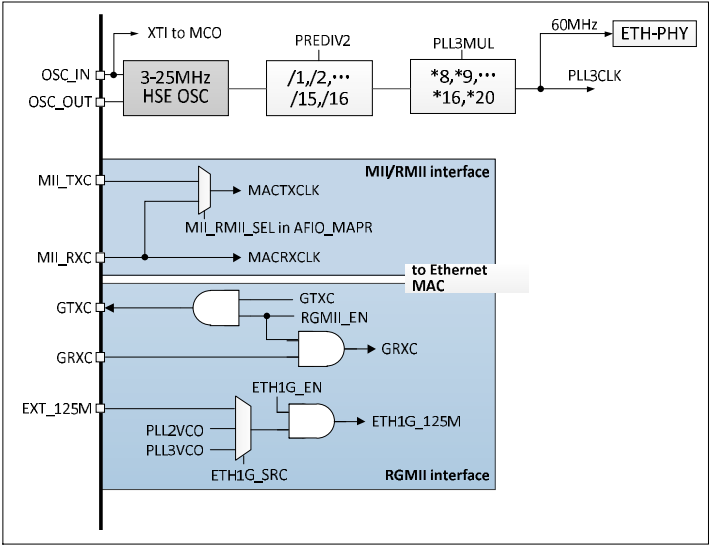 XTI to MCO
PREDIV2
PLL3MUL
60MHz
ETH-PHY
OSC_IN
OSC_OUT
3-25MHz
HSE OSC
/1,/2,···
/15,/16
*8,*9,···
*16,*20
PLL3CLK
MII/RMII interface
MII_TXC
MACTXCLK
MII_RMII_SEL in AFIO_MAPR
MII_RXC
MACRXCLK
to Ethernet
MAC
GTXC
GTXC
RGMII_EN
GRXC
GRXC
ETH1G_EN
EXT_125M
PLL2VCO
PLL3VCO
ETH1G_125M
ETH1G_SRC
RGMII interface